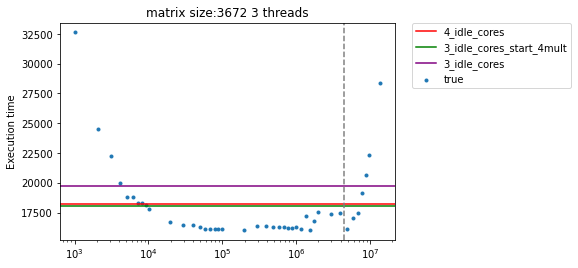 matrix size:3672 3 threads
Execution time
32500
30000
27500
25000
22500
20000
17500
10³
10⁴
10⁵
10⁶
10⁷
4_idle_cores
3_idle_cores_start_4mult
3_idle_cores
true